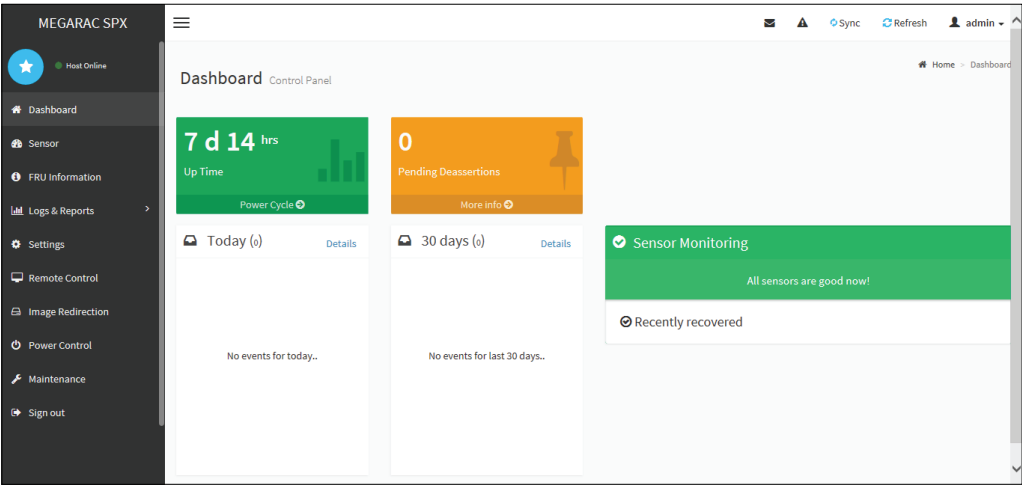 MEGARAC SPX
Sync Refresh admin
Host Online
Dashboard Control Panel
Home > Dashboard
Dashboard
Sensor
FRU Information
Logs & Reports >
Settings
Remote Control
Image Redirection
Power Control
Maintenance
Sign out
7 d 14 hrs
Up Time
Power Cycle
0
Pending Deassertions
More info
Today (0) Details
No events for today..
30 days (0) Details
No events for last 30 days..
Sensor Monitoring
All sensors are good now!
Recently recovered